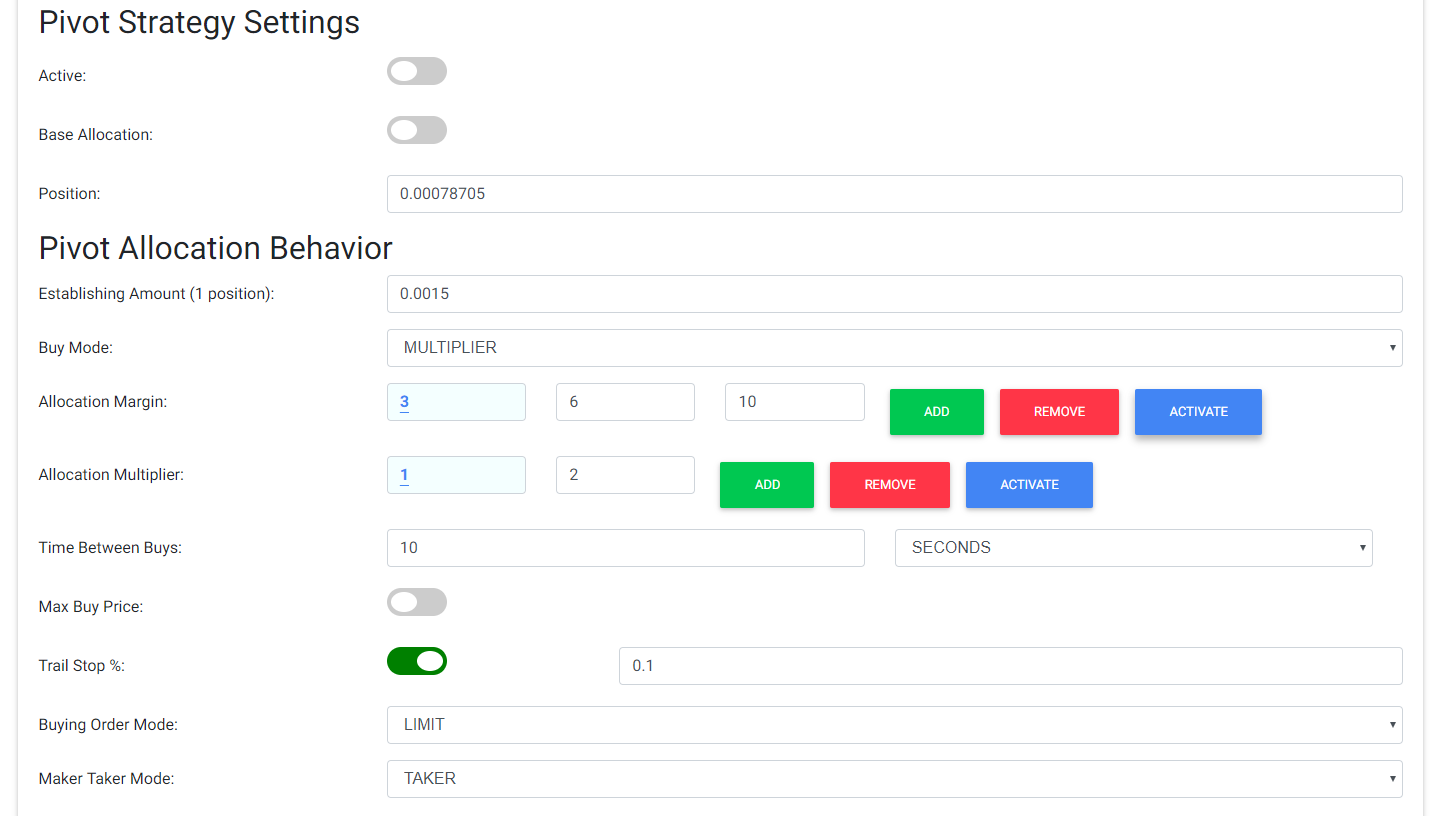 Pivot Strategy Settings
Active:
Base Allocation:
Position: 0.00078705
Pivot Allocation Behavior
Establishing Amount (1 position): 0.0015
Buy Mode: MULTIPLIER
Allocation Margin: 3 6 10 ADD REMOVE ACTIVATE
Allocation Multiplier: 1 2 ADD REMOVE ACTIVATE
Time Between Buys: 10 SECONDS
Max Buy Price:
Trail Stop %: 0.1
Buying Order Mode: LIMIT
Maker Taker Mode: TAKER